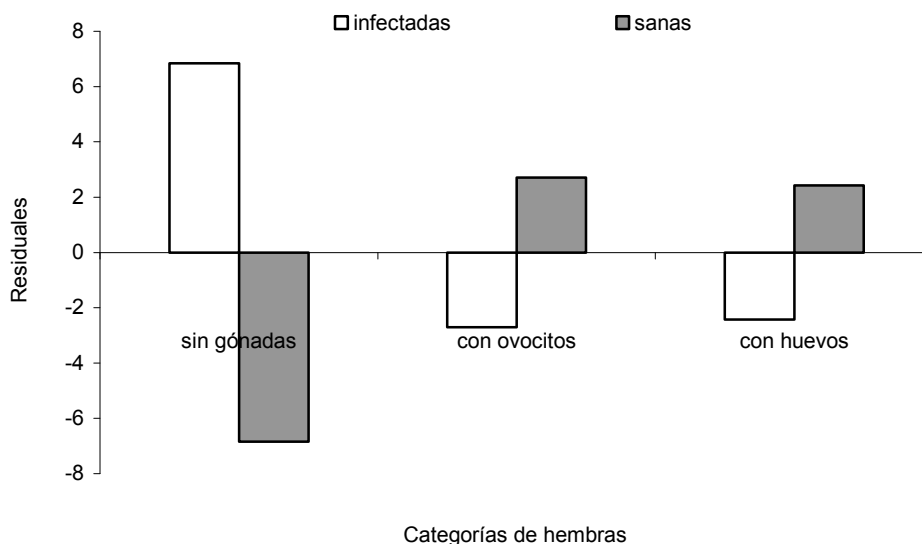 infectadas sanas
8
6
4
2
0
-2
-4
-6
-8
Residuales
sin gónadas con ovocitos con huevos
Categorías de hembras